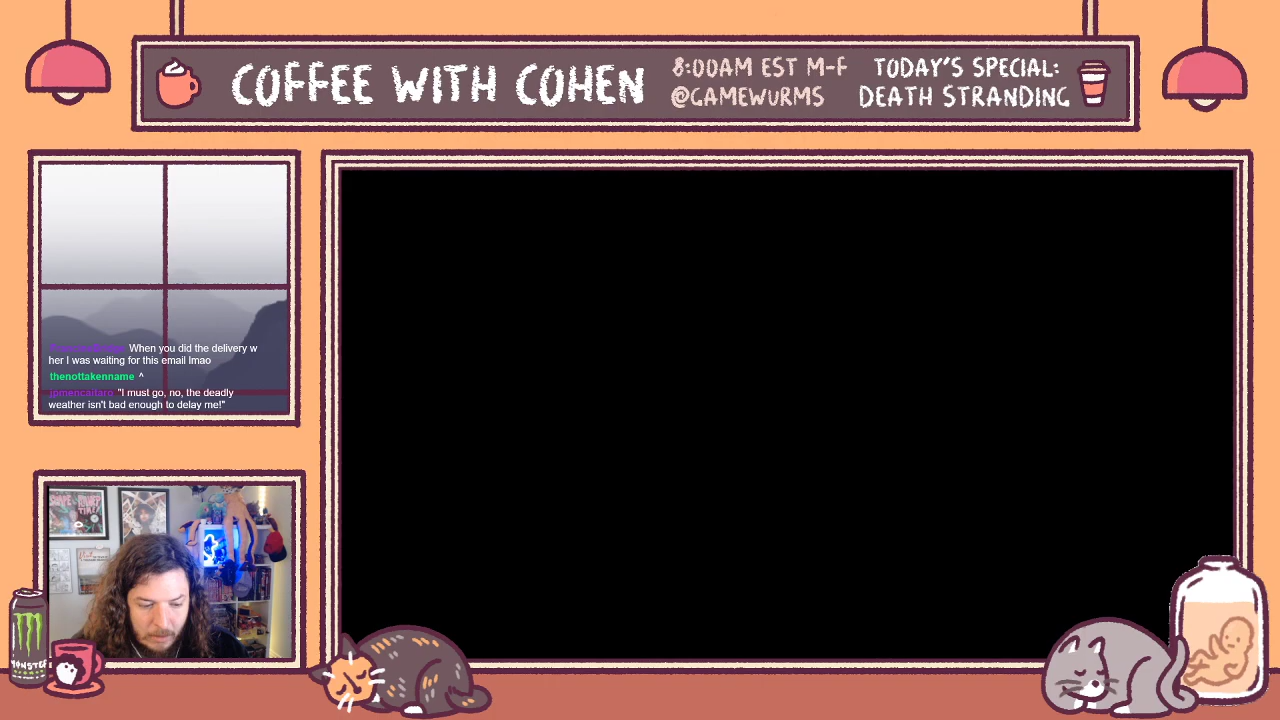 COFFEE WITH COHEN
8:00AM EST M-F
@GAMEWURMS
TODAY'S SPECIAL:
DEATH STRANDING
When you did the delivery w
her I was waiting for this email lmao
thenottakenname ^
jpmencaitaro "I must go, no, the deadly
weather isn't bad enough to delay me!"
MONSTER